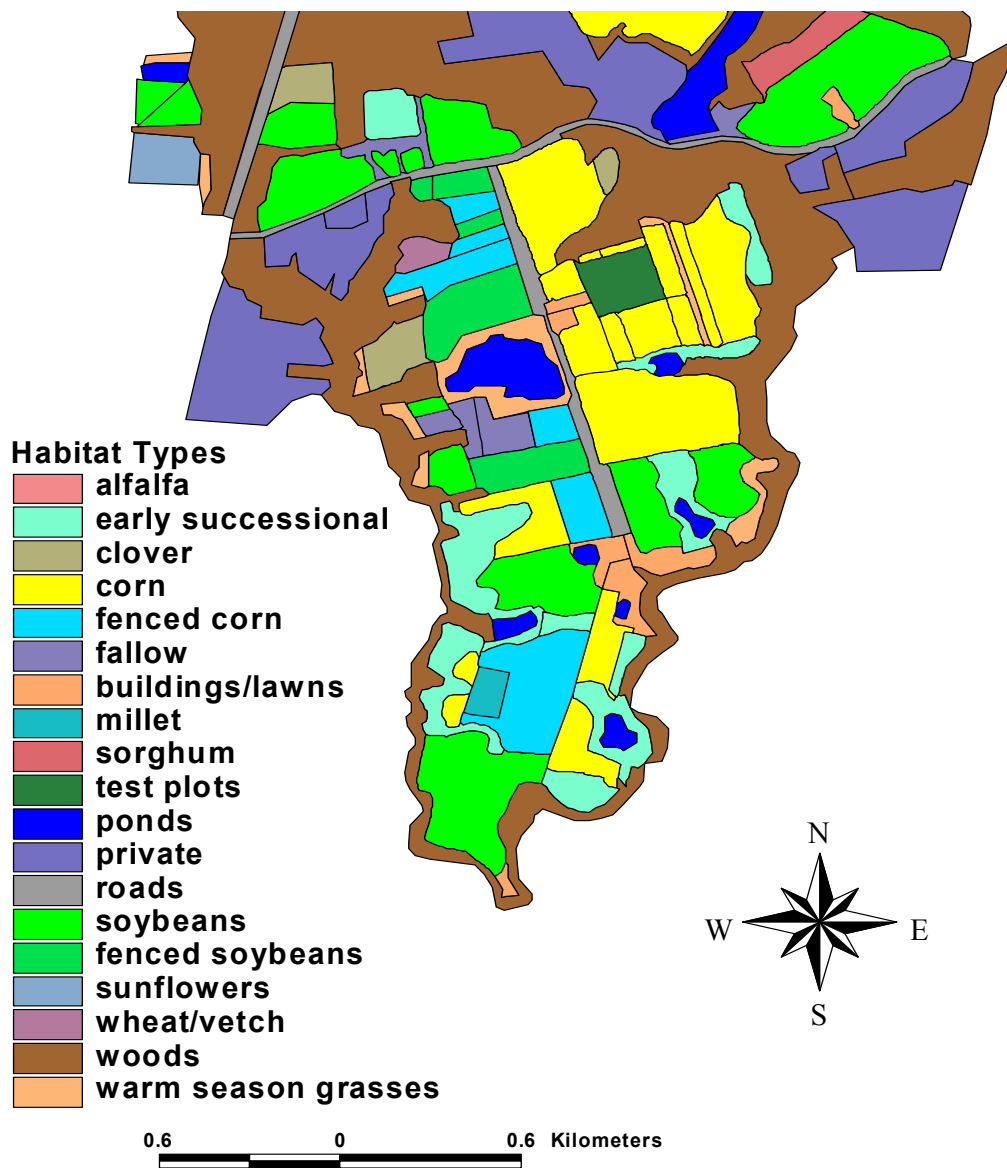 Habitat Types
alfalfa
early successional
clover
corn
fenced corn
fallow
buildings/lawns
millet
sorghum
test plots
ponds
private
roads
soybeans
fenced soybeans
sunflowers
wheat/vetch
woods
warm season grasses
N
W E
S
0.6 0 0.6 Kilometers